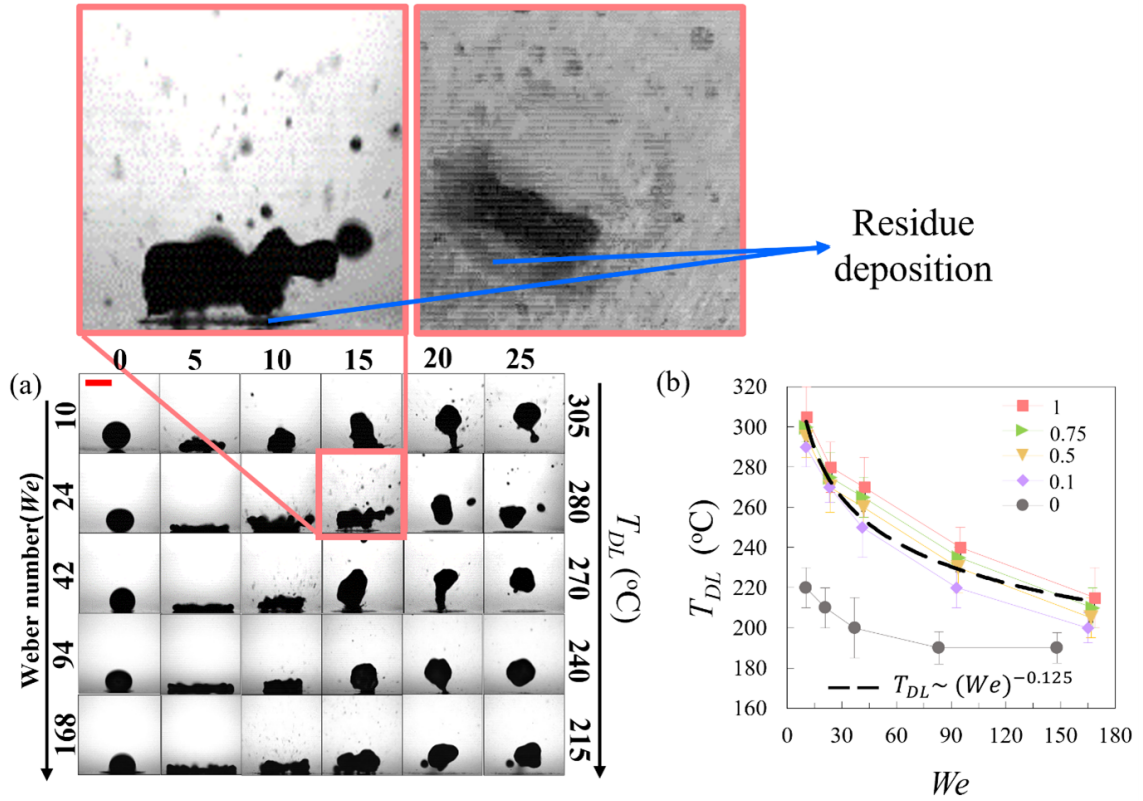 Residue
deposition
(a)
0 5 10 15 20 25
Weber number(We)
10
24
42
94
168
305
280
270
240
215
T_DL (°C)
(b)
320
300
280
260
240
220
200
180
160
T_DL (°C)
1
0.75
0.5
0.1
0
T_DL~ (We)^−0.125
0 30 60 90 120 150 180
We